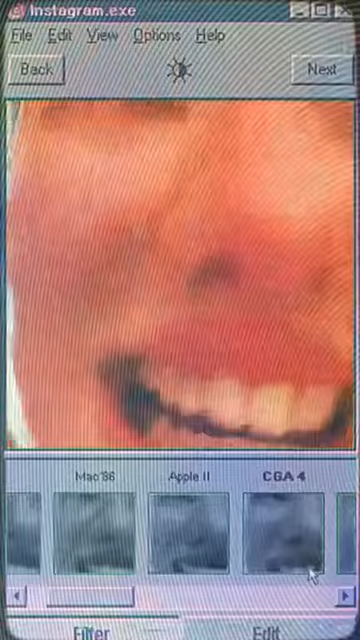 Instagram.exe
File Edit View Options Help
Back Next
Mac'86 Apple II CGA 4
Filter Edit